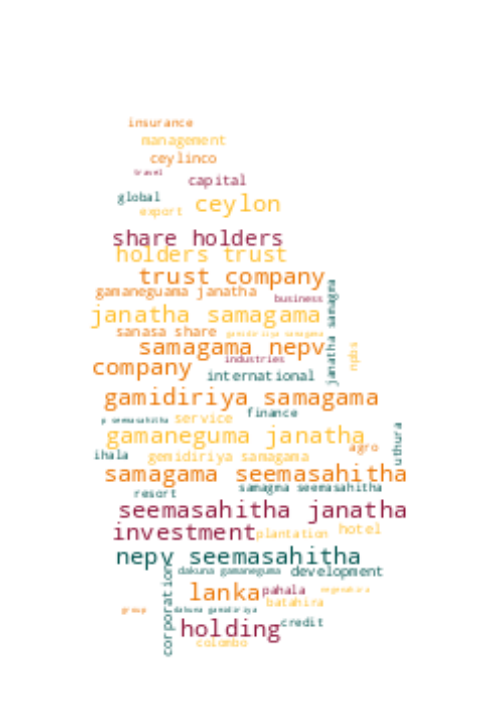 insurance
management
ceylinco
travel
capital
global
export
ceylon
share holders
holders trust
trust company
gamaneguama janatha
business
janatha samagama
janatha samagma
sanasa share
gamidiriya samagama
samagama nepv
npbs
industries
company
international
gamidiriya samagama
finance
p seemasahitha
service
gamaneguma janatha
uthura
agro
ihala
gemidiriya samagama
samagama seemasahitha
samagma seemasahitha
resort
seemasahitha janatha
investment
plantation
hotel
nepv seemasahitha
dakuna gamaneguma
development
corporation
lanka
pahala
batahira
group
dakuna gamidiriya
holding
credit
colombo